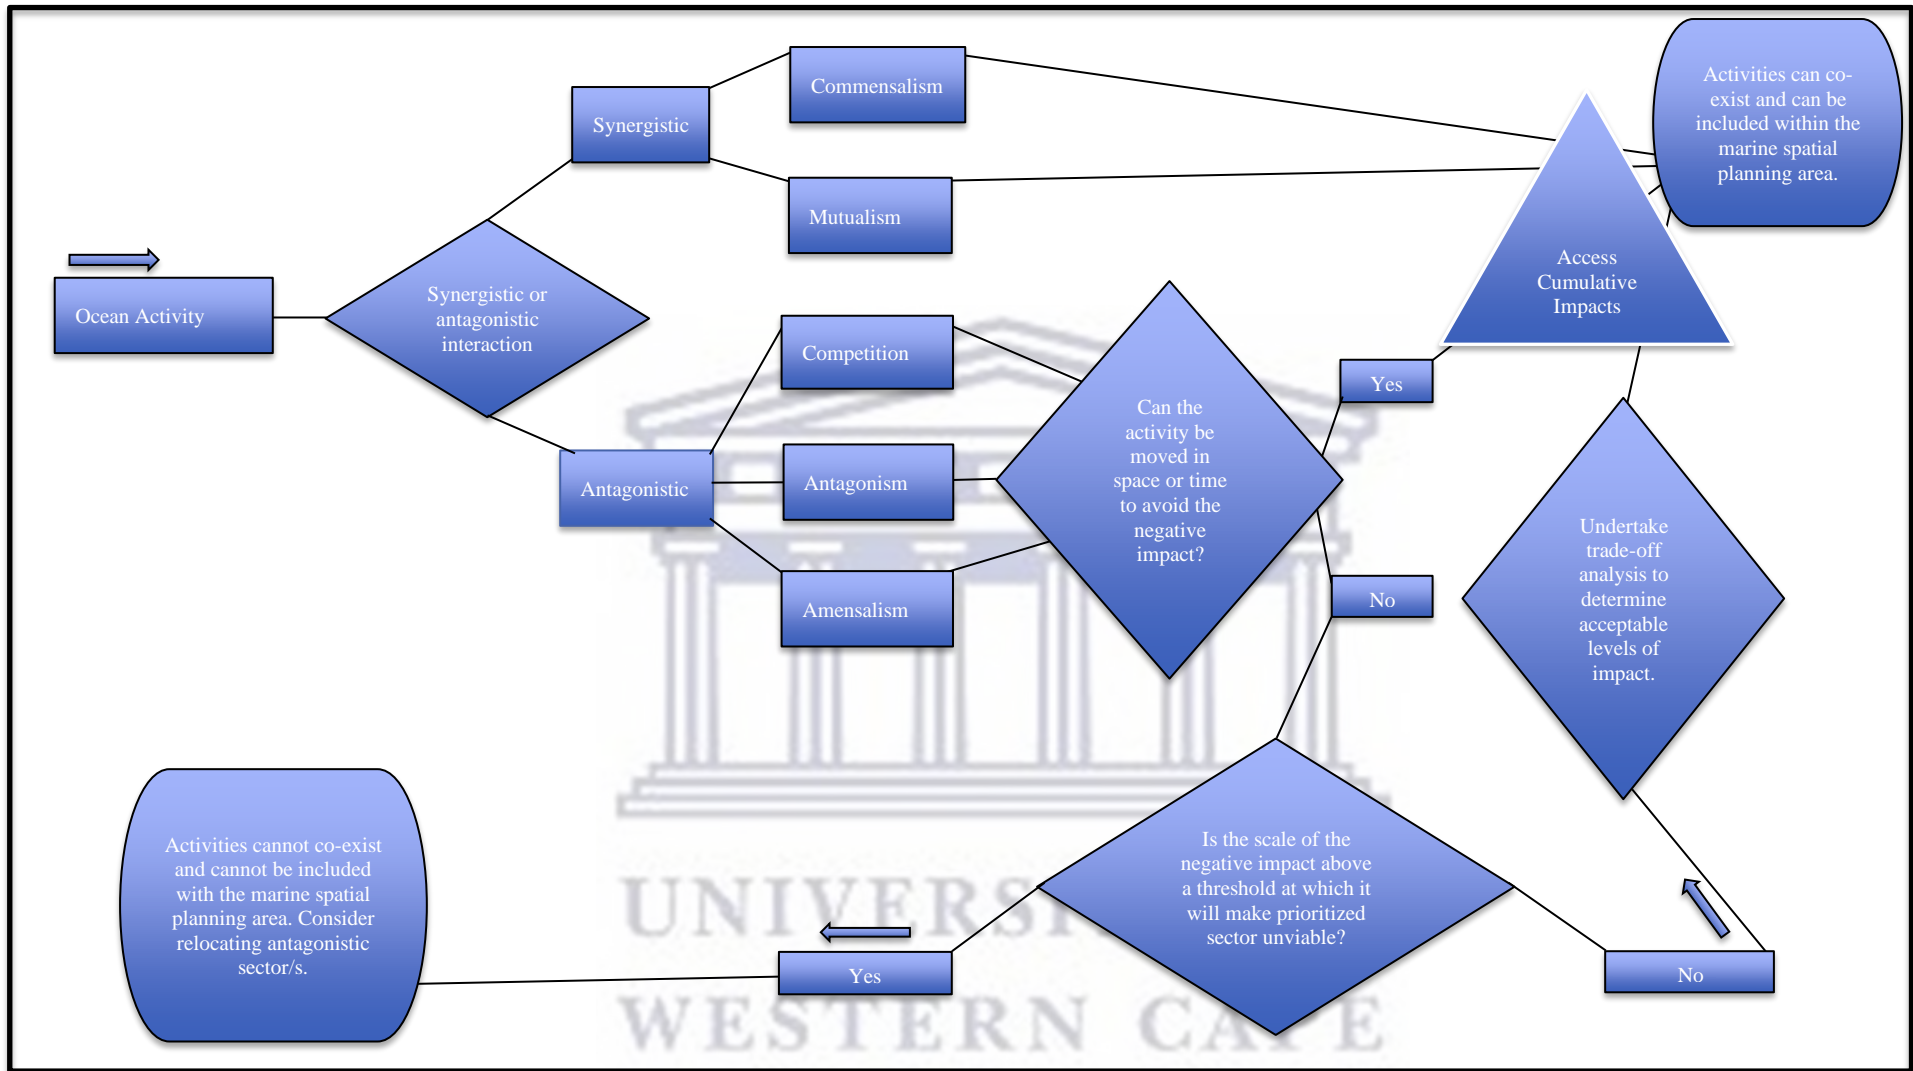 Commensalism
Synergistic
Mutualism
Activities can co-
exist and can be
included within the
marine spatial
planning area.
Access
Cumulative
Impacts
Ocean Activity
Synergistic or
antagonistic
interaction
Competition
Antagonistic
Antagonism
Amensalism
Can the
activity be
moved in
space or time
to avoid the
negative
impact?
Yes
No
Undertake
trade-off
analysis to
determine
acceptable
levels of
impact.
Is the scale of the
negative impact above
a threshold at which it
will make prioritized
sector unviable?
Yes
No
Activities cannot co-exist
and cannot be included
with the marine spatial
planning area. Consider
relocating antagonistic
sector/s.
WESTERN CAPE